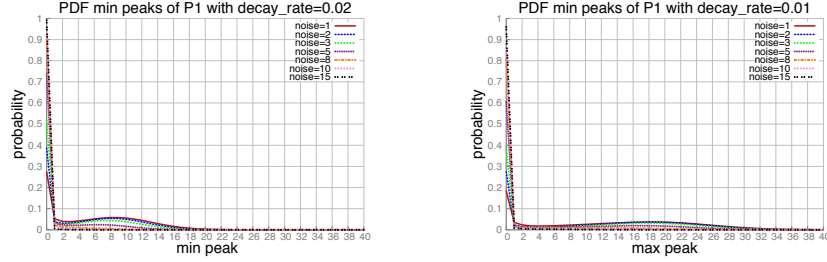 PDF min peaks of P1 with decay_rate=0.02
noise=1
noise=2
noise=3
noise=5
noise=8
noise=10
noise=15
probability
1
0.9
0.8
0.7
0.6
0.5
0.4
0.3
0.2
0.1
0
0 2 4 6 8 10 12 14 16 18 20 22 24 26 28 30 32 34 36 38 40
min peak
PDF min peaks of P1 with decay_rate=0.01
noise=1
noise=2
noise=3
noise=5
noise=8
noise=10
noise=15
probability
1
0.9
0.8
0.7
0.6
0.5
0.4
0.3
0.2
0.1
0
0 2 4 6 8 10 12 14 16 18 20 22 24 26 28 30 32 34 36 38 40
max peak